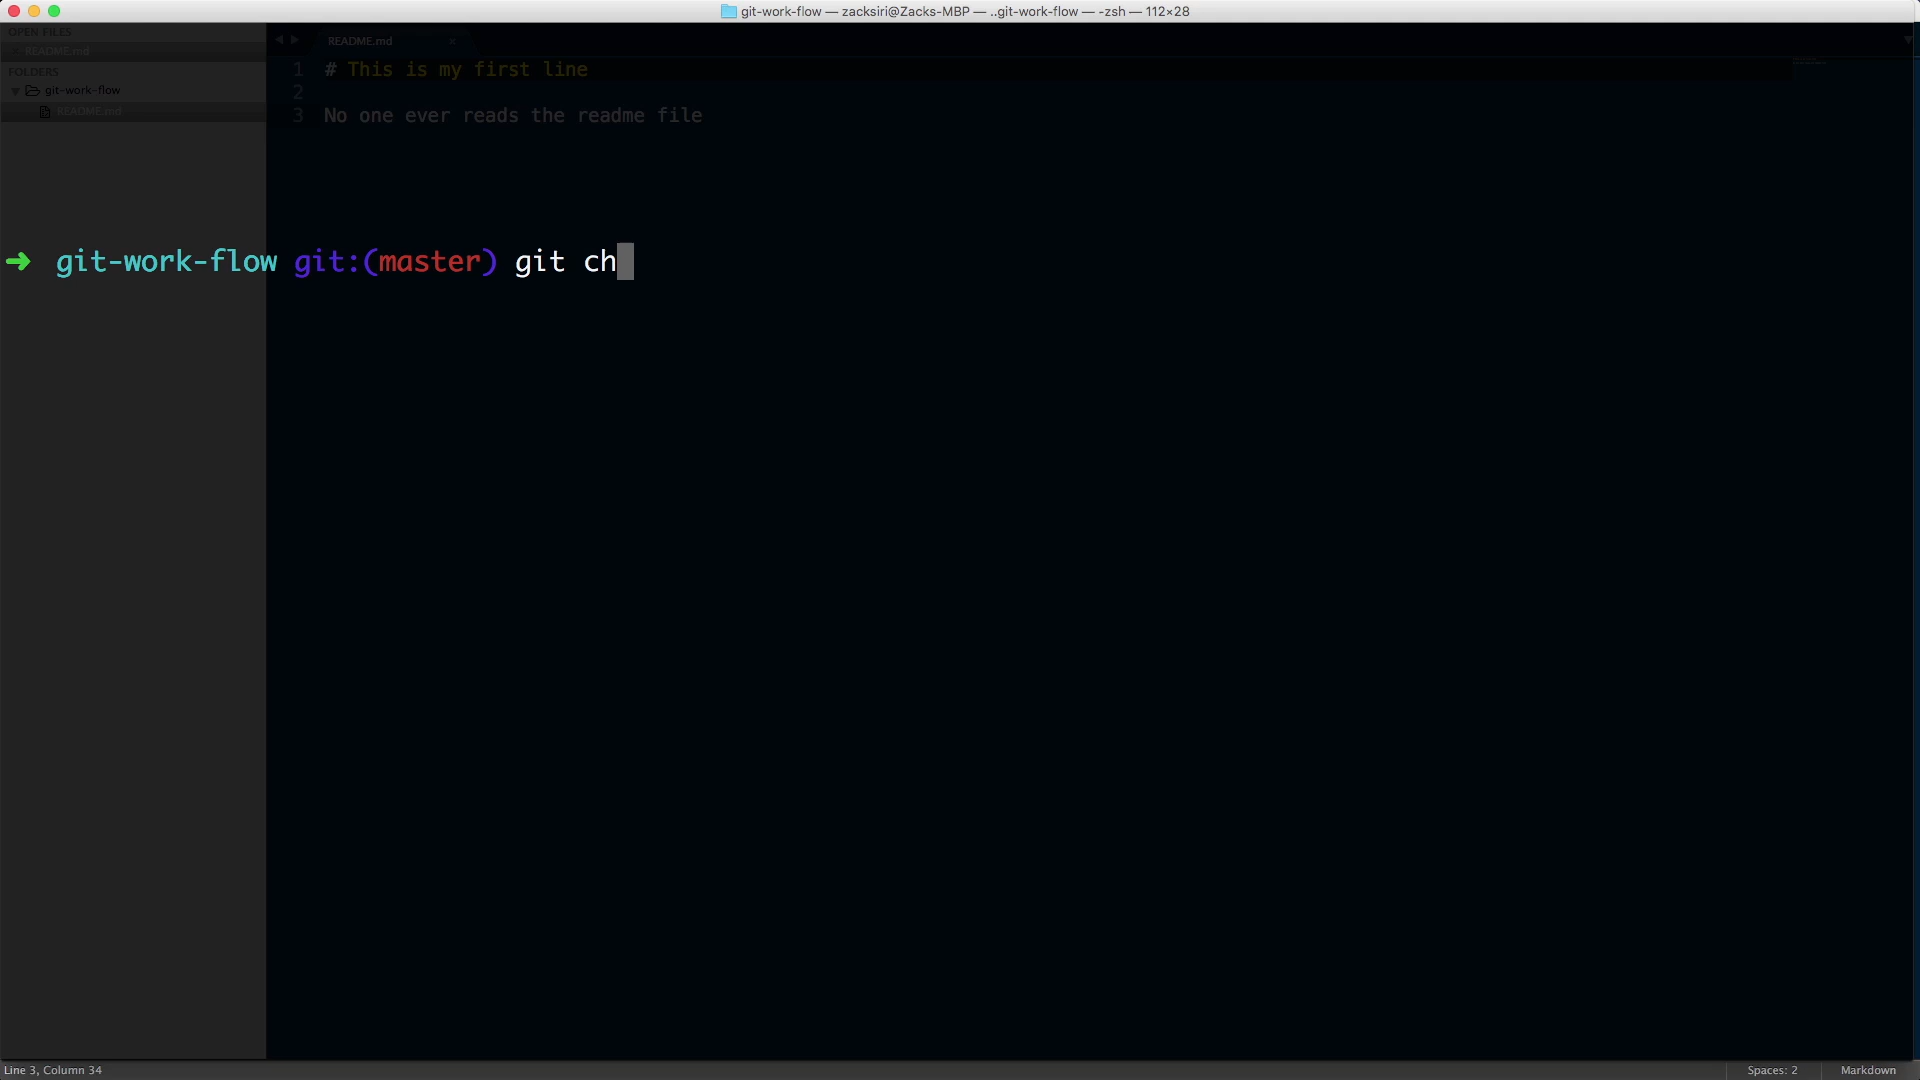 git-work-flow — zacksiri@Zacks-MBP — ..git-work-flow — -zsh — 112×28
OPEN FILES
README.md
FOLDERS
git-work-flow
README.md
README.md
1 # This is my first line
2
3 No one ever reads the readme file
➜ git-work-flow git:(master) git ch
Line 3, Column 34
Spaces: 2
Markdown